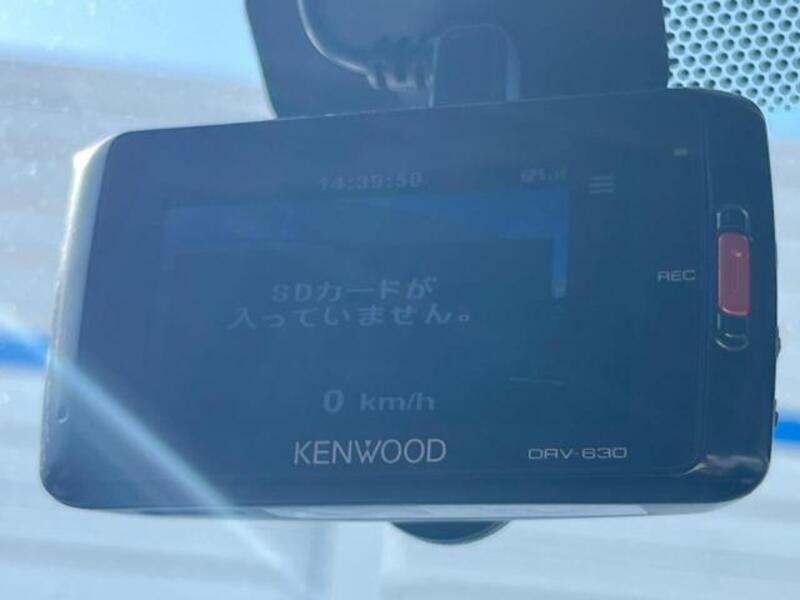 14:39:50
GPS
SDカードが
入っていません。
REC
0 km/h
KENWOOD
DRV-630